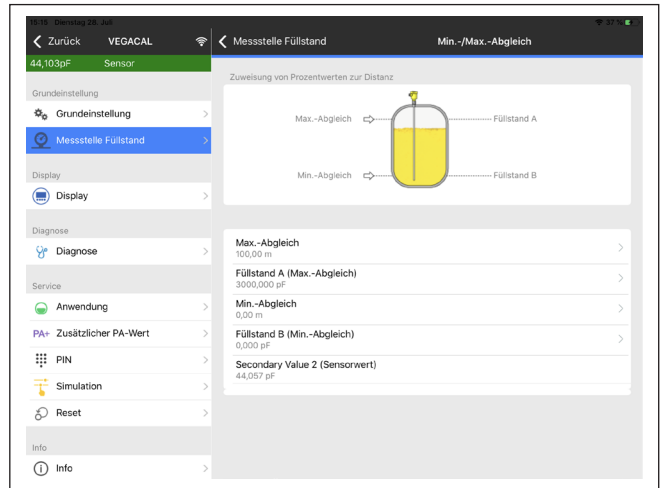 15:15 Dienstag 28. Juli
37 %
Zurück VEGACAL
44,103pF Sensor
Grundeinstellung
Grundeinstellung
Messstelle Füllstand
Display
Display
Diagnose
Diagnose
Service
Anwendung
PA+ Zusätzlicher PA-Wert
PIN
Simulation
Reset
Info
Info
Messstelle Füllstand Min.-/Max.-Abgleich
Zuweisung von Prozentwerten zur Distanz
Max.-Abgleich Füllstand A
Min.-Abgleich Füllstand B
Max.-Abgleich
100,00 m
Füllstand A (Max.-Abgleich)
3000,000 pF
Min.-Abgleich
0,00 m
Füllstand B (Min.-Abgleich)
0,000 pF
Secondary Value 2 (Sensorwert)
44,057 pF